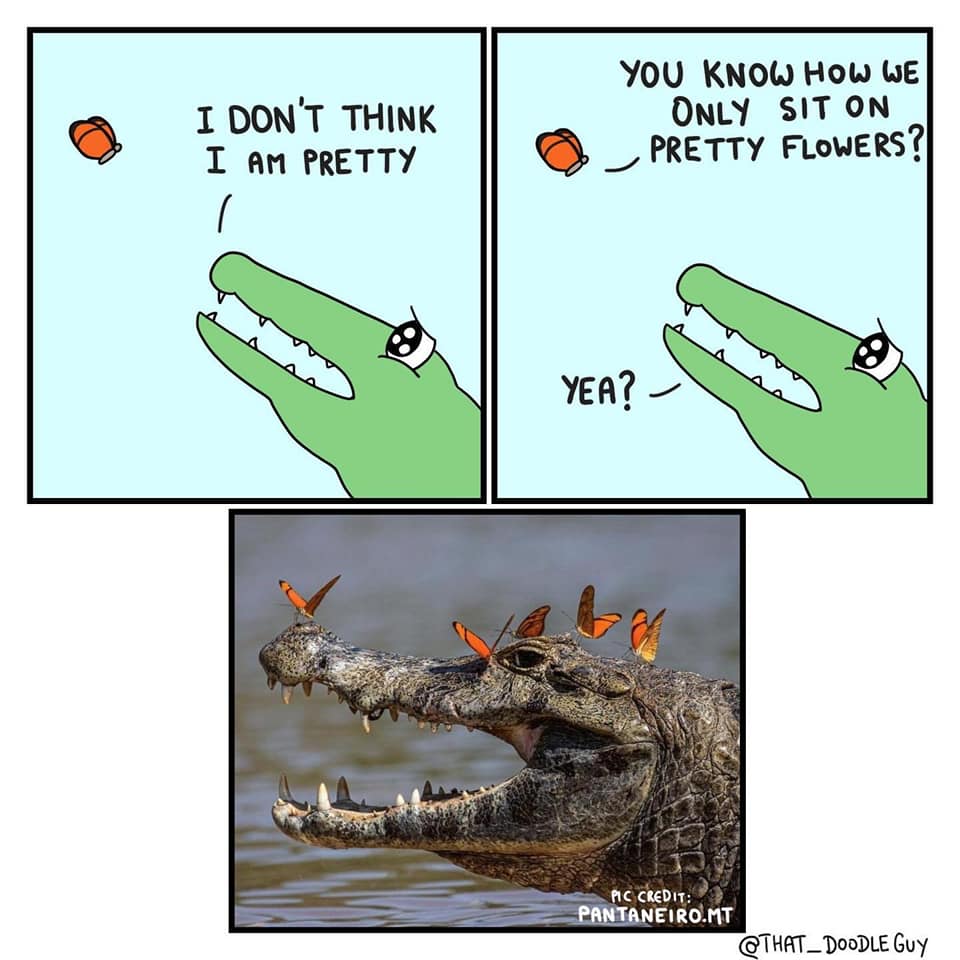 I DON'T THINK
I AM PRETTY
YOU KNOW HOW WE
ONLY SIT ON
PRETTY FLOWERS?
YEA?
PIC CREDIT:
PANTANEIRO.MT
@THAT_DOODLE GUY